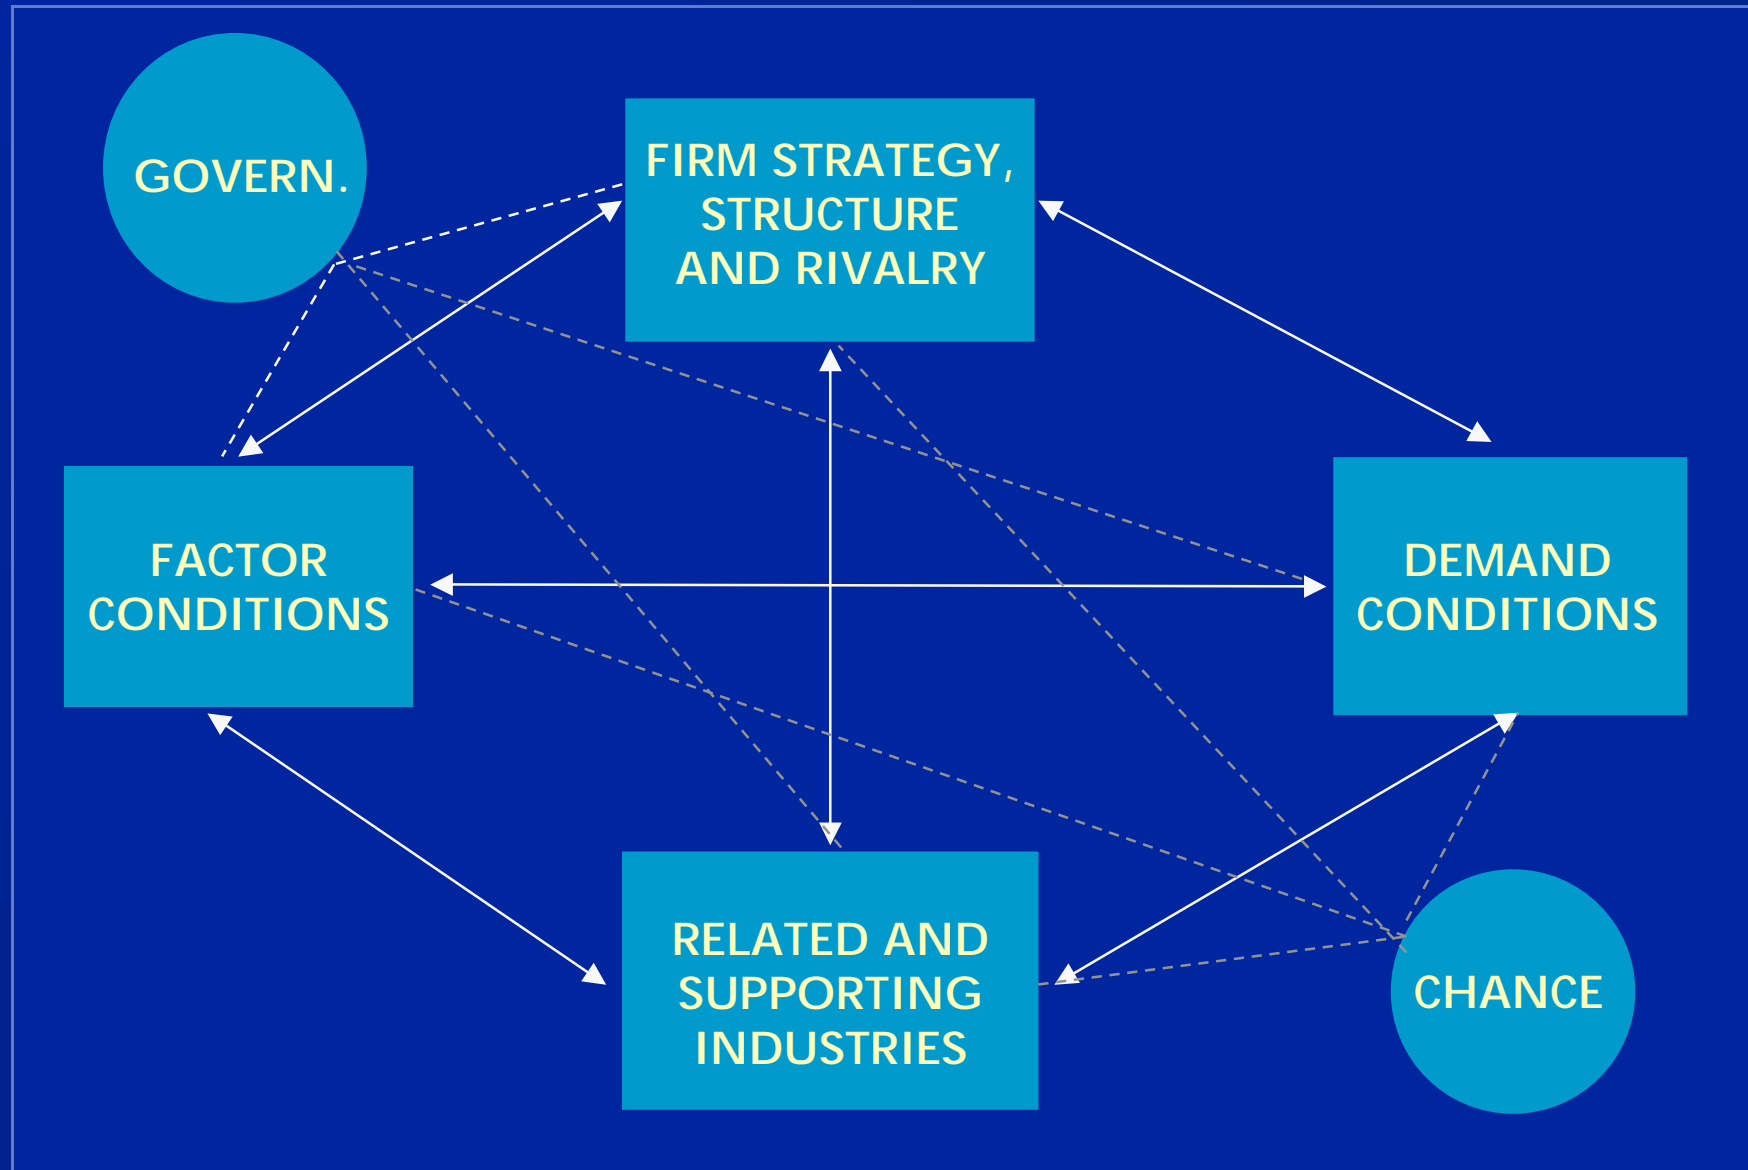 GOVERN.
FIRM STRATEGY,
STRUCTURE
AND RIVALRY
FACTOR
CONDITIONS
DEMAND
CONDITIONS
RELATED AND
SUPPORTING
INDUSTRIES
CHANCE